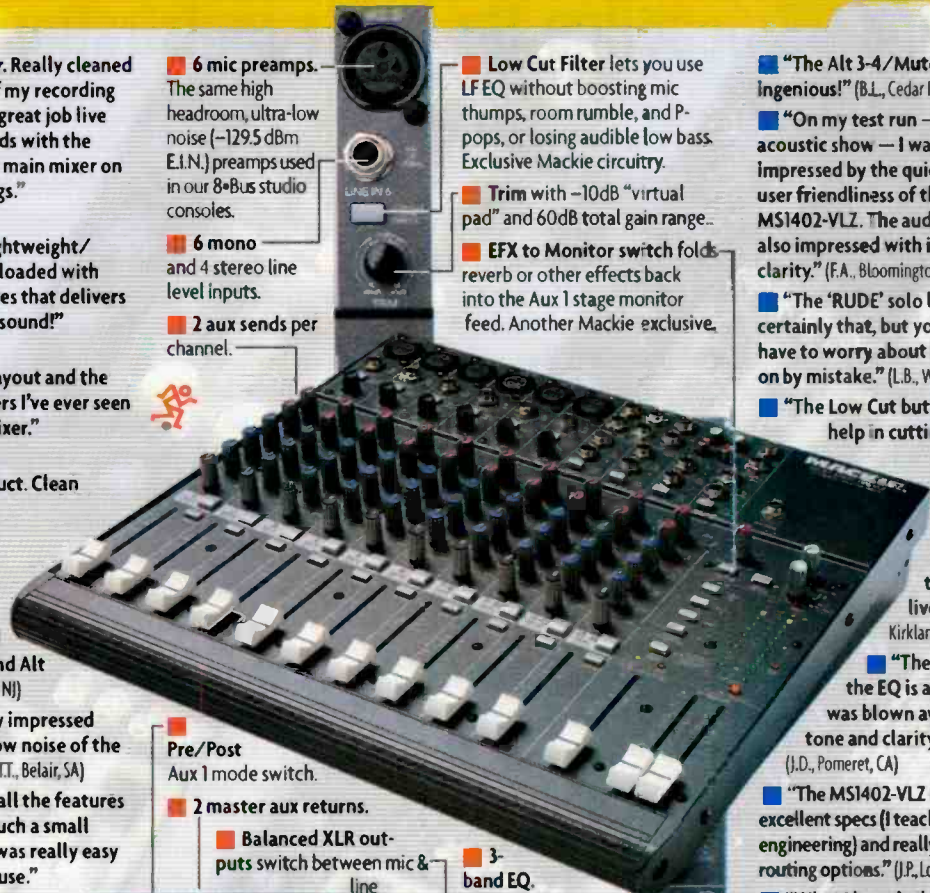 r. Really cleaned
f my recording
great job live
ds with the
main mixer on
gs."
ghtweight/
loaded with
es that delivers
sound!"
ayout and the
ers I've ever seen
ixer."
uct. Clean
nd Alt
NJ)
y impressed
ow noise of the
T.T., Belair, SA)
all the features
uch a small
was really easy
use."
6 mic preamps.
The same high
headroom, ultra-low
noise (–129.5 dBm
E.I.N.) preamps used
in our 8•Bus studio
consoles.
6 mono
and 4 stereo line
level inputs.
2 aux sends per
channel.
LINE IN 6
Low Cut Filter lets you use
LF EQ without boosting mic
thumps, room rumble, and P-
pops, or losing audible low bass.
Exclusive Mackie circuitry.
Trim with –10dB "virtual
pad" and 60dB total gain range..
EFX to Monitor switch folds
reverb or other effects back
into the Aux 1 stage monitor
feed. Another Mackie exclusive.
Pre/Post
Aux 1 mode switch.
2 master aux returns.
Balanced XLR out-
puts switch between mic &
line
3-
band EQ.
"The Alt 3-4/Mute
ingenious!" (B.L., Cedar
"On my test run —
acoustic show — I wa
impressed by the quie
user friendliness of th
MS1402-VLZ. The aud
also impressed with i
clarity." (F.A., Bloomingto
"The 'RUDE' solo l
certainly that, but yo
have to worry about
on by mistake." (L.B., W
"The Low Cut but
help in cutti
t
live
Kirklan
"The
the EQ is a
was blown av
tone and clarity
(J.D., Pomeret, CA)
"The MS1402-VLZ
excellent specs (I teach
engineering) and really
routing options." (J.P., Lo